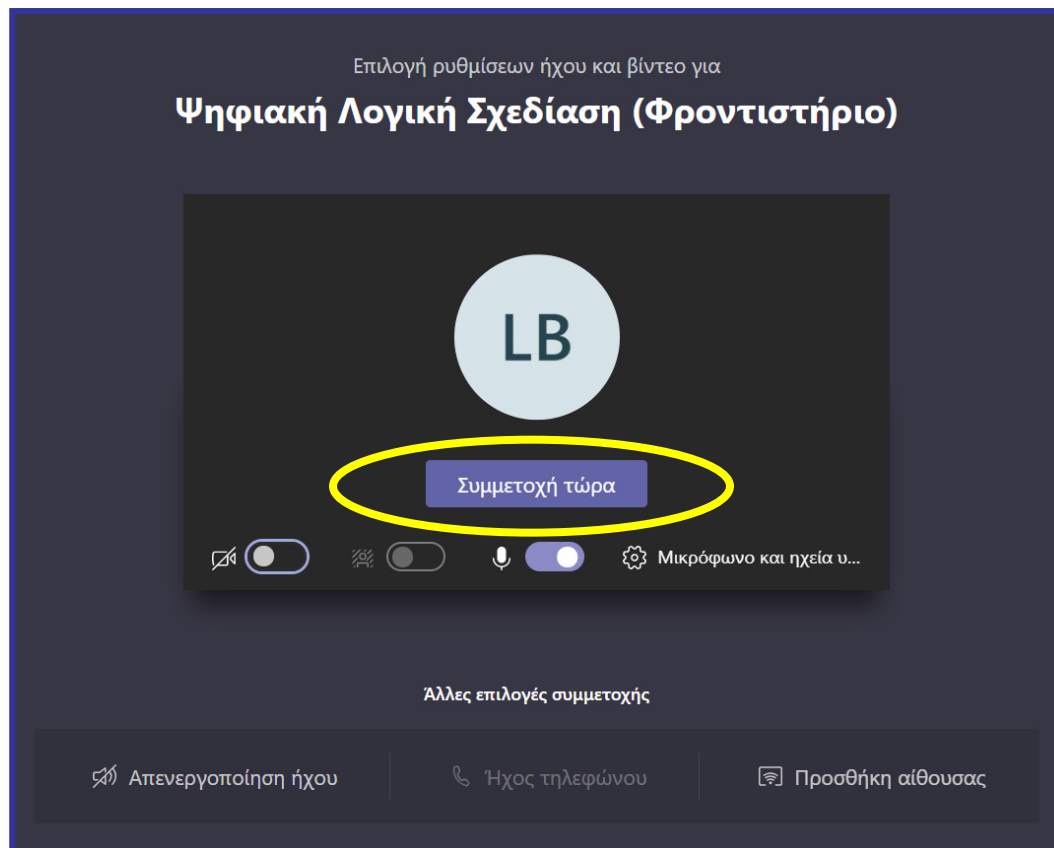 Επιλογή ρυθμίσεων ήχου και βίντεο για
Ψηφιακή Λογική Σχεδίαση (Φροντιστήριο)
LB
Συμμετοχή τώρα
Μικρόφωνο και ηχεία υ...
Άλλες επιλογές συμμετοχής
Απενεργοποίηση ήχου
Ήχος τηλεφώνου
Προσθήκη αίθουσας